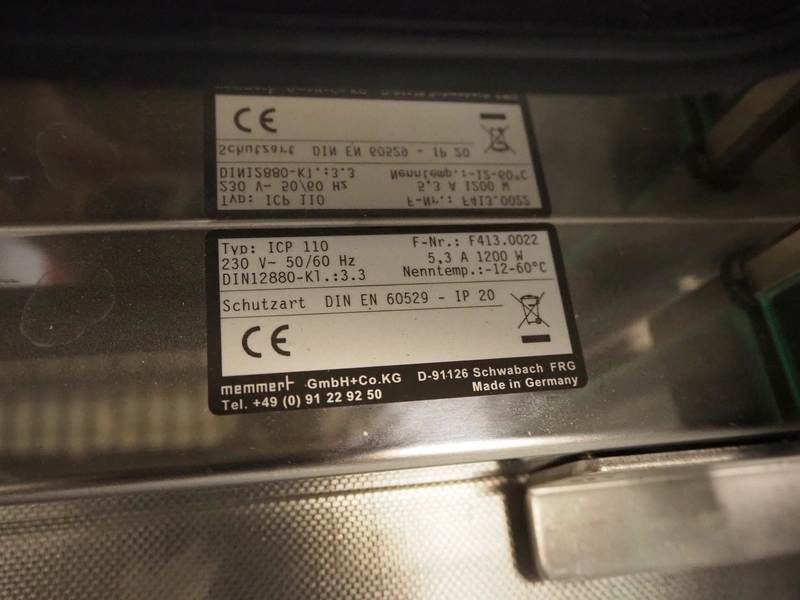 Typ: ICP 110 F-Nr.: F413.0022
230 V~ 50/60 Hz 5,3 A 1200 W
DIN12880-Kl.:3.3 Nenntemp.:-12-60°C
Schutzart DIN EN 60529 - IP 20
CE
memmert GmbH+Co.KG D-91126 Schwabach FRG
Tel. +49 (0) 91 22 92 50 Made in Germany